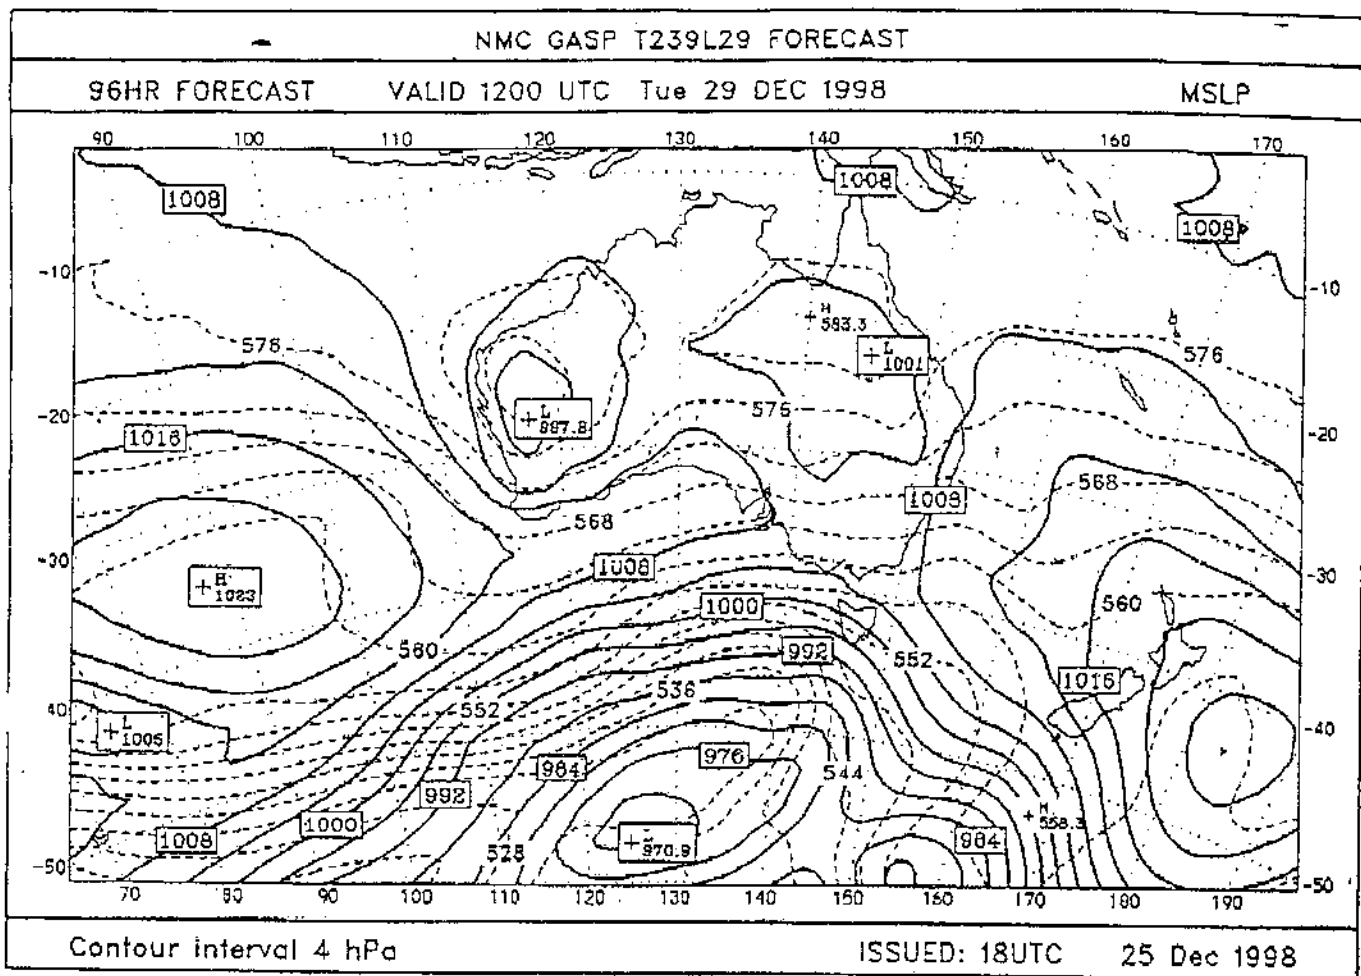 NMC GASP T239L29 FORECAST
96HR FORECAST VALID 1200 UTC Tue 29 DEC 1998 MSLP
90 100 110 120 130 140 150 160 170
1008 1008
1008
-10 -10
H
583.3
576 L 576
1001
576
-20 L -20
997.8
1016
568
1008
568
-30 1008 -30
H 1000 560
1023
560 992 552
1016
536
40 552 -40
L
1005
976
984 544
992
H
558.3
1008 1000 984
528 970.9
-50 -50
70 80 90 100 110 120 130 140 150 160 170 180 190
Contour interval 4 hPa ISSUED: 18UTC 25 Dec 1998